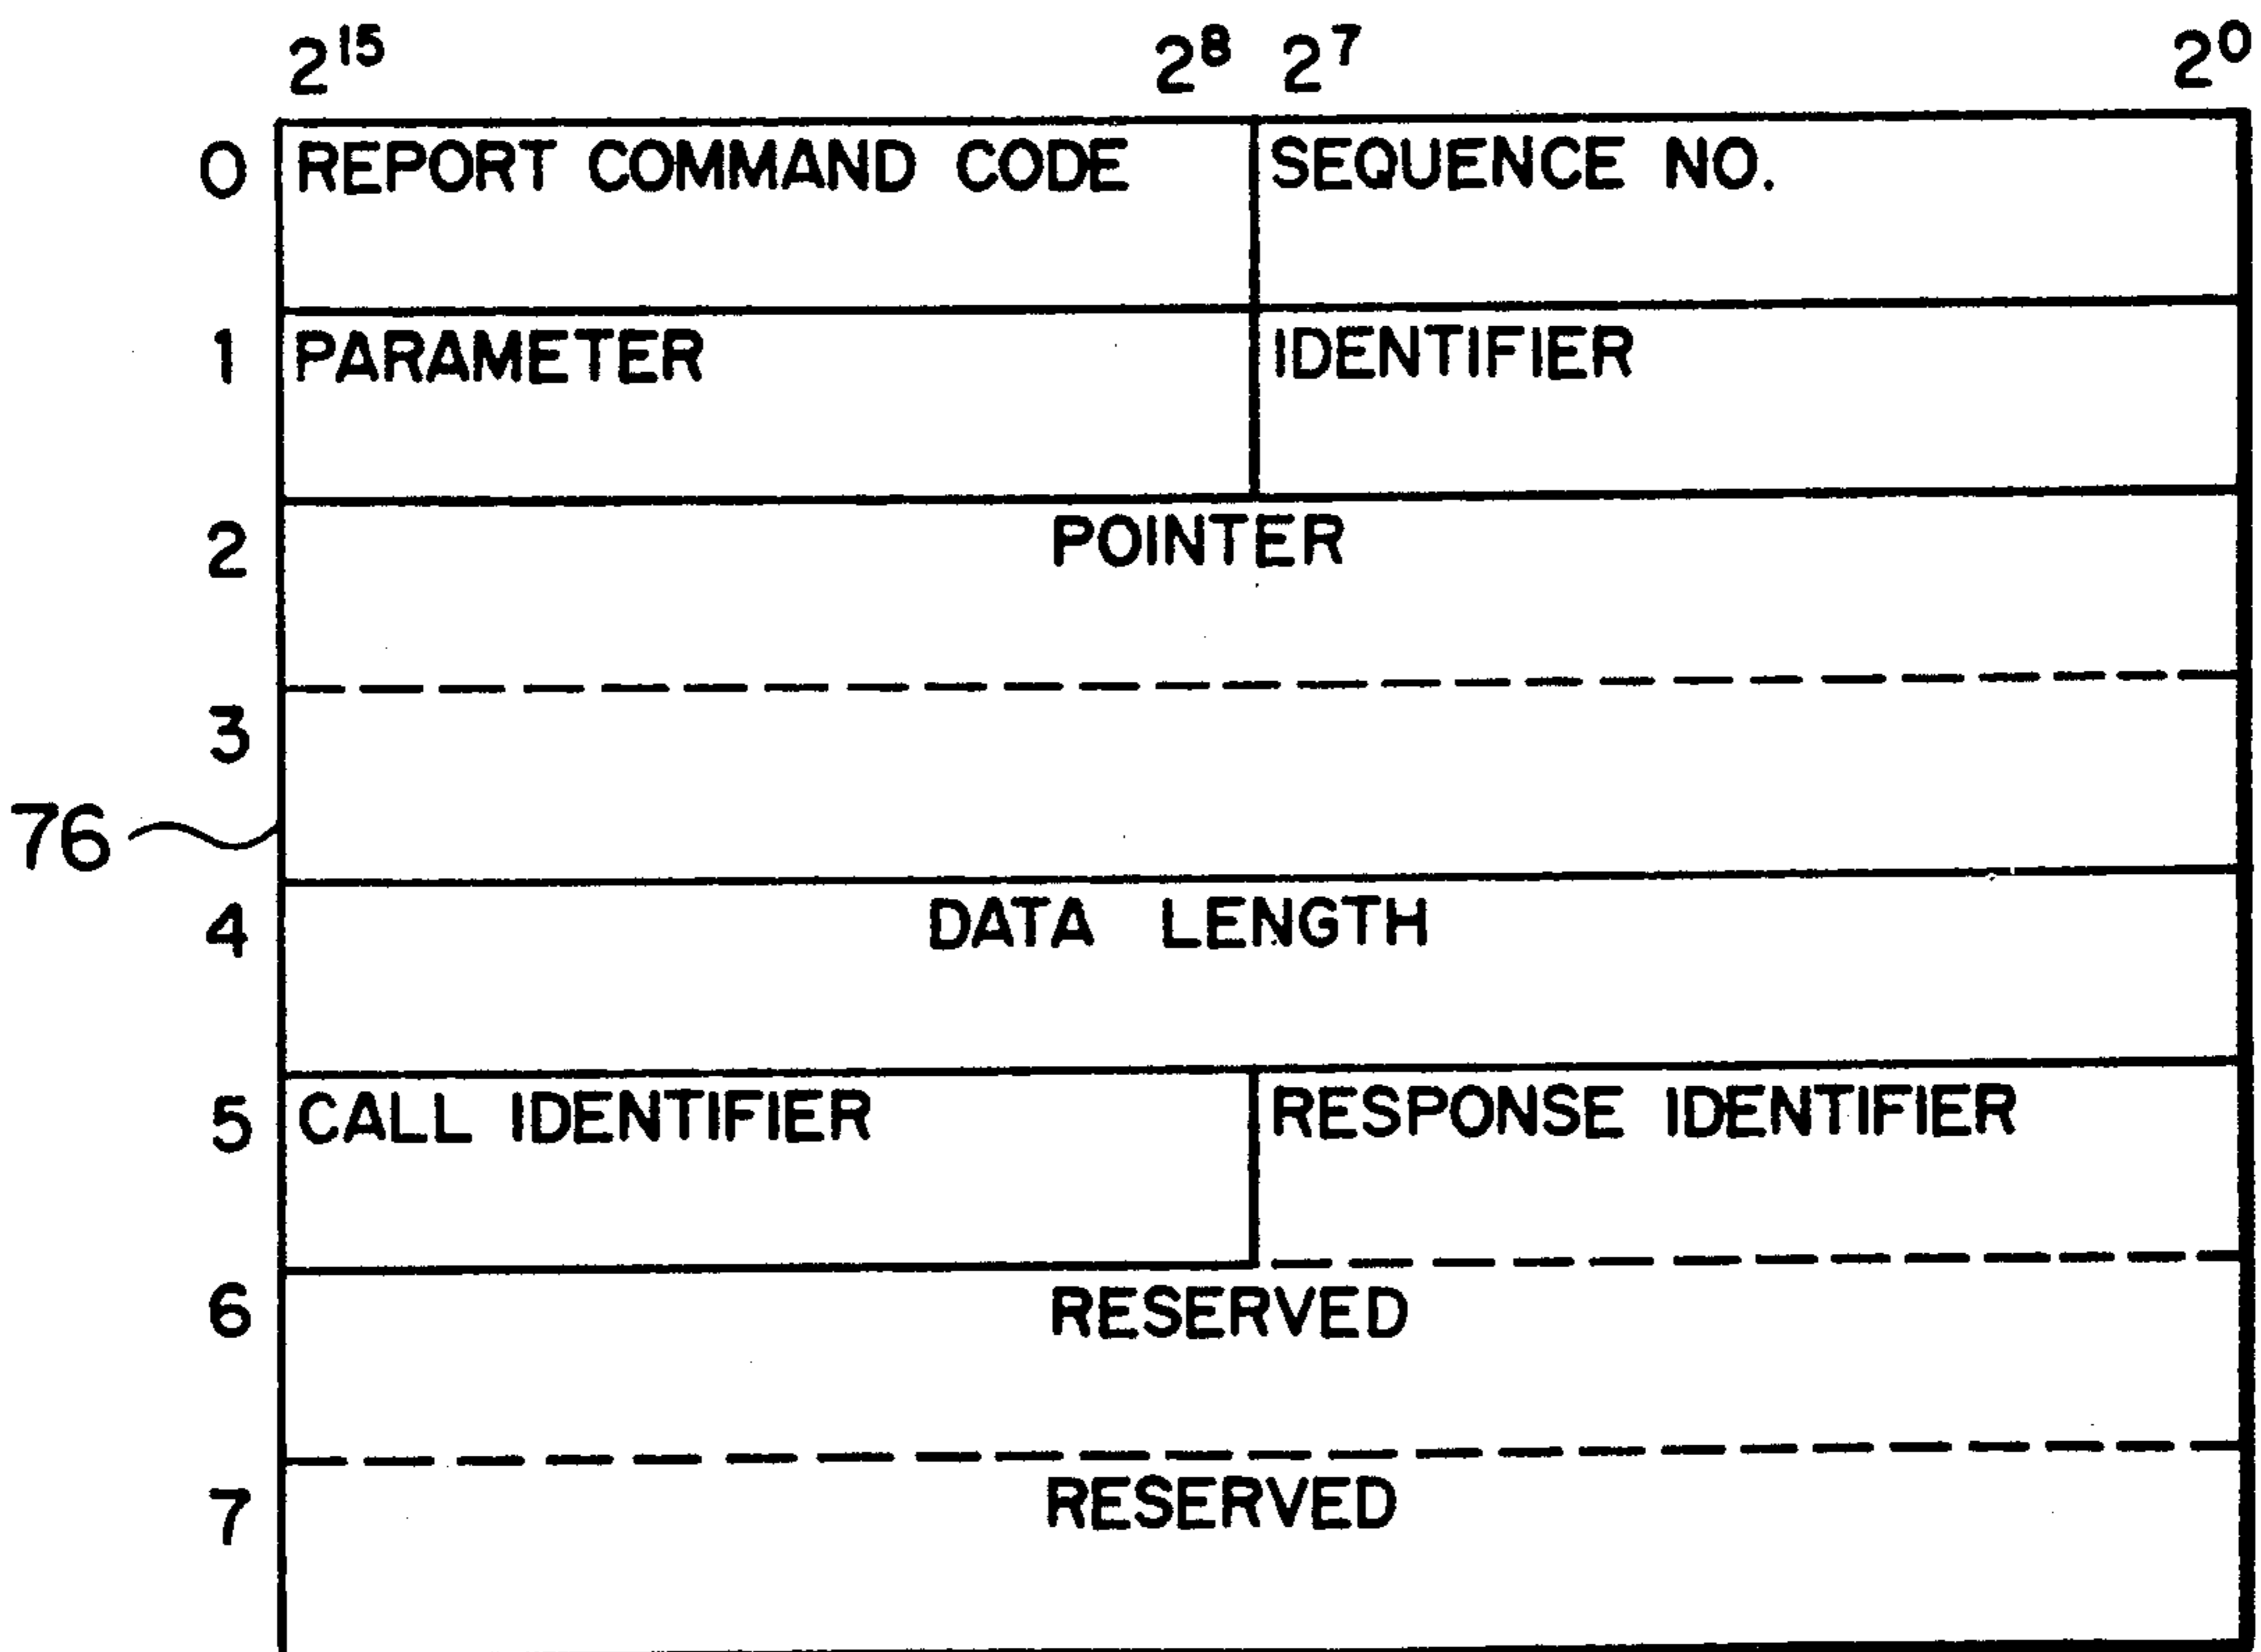 2¹⁵ 2⁸ 2⁷ 2⁰
0 REPORT COMMAND CODE SEQUENCE NO.
1 PARAMETER IDENTIFIER
2 POINTER
3
76
4 DATA LENGTH
5 CALL IDENTIFIER RESPONSE IDENTIFIER
6 RESERVED
7 RESERVED